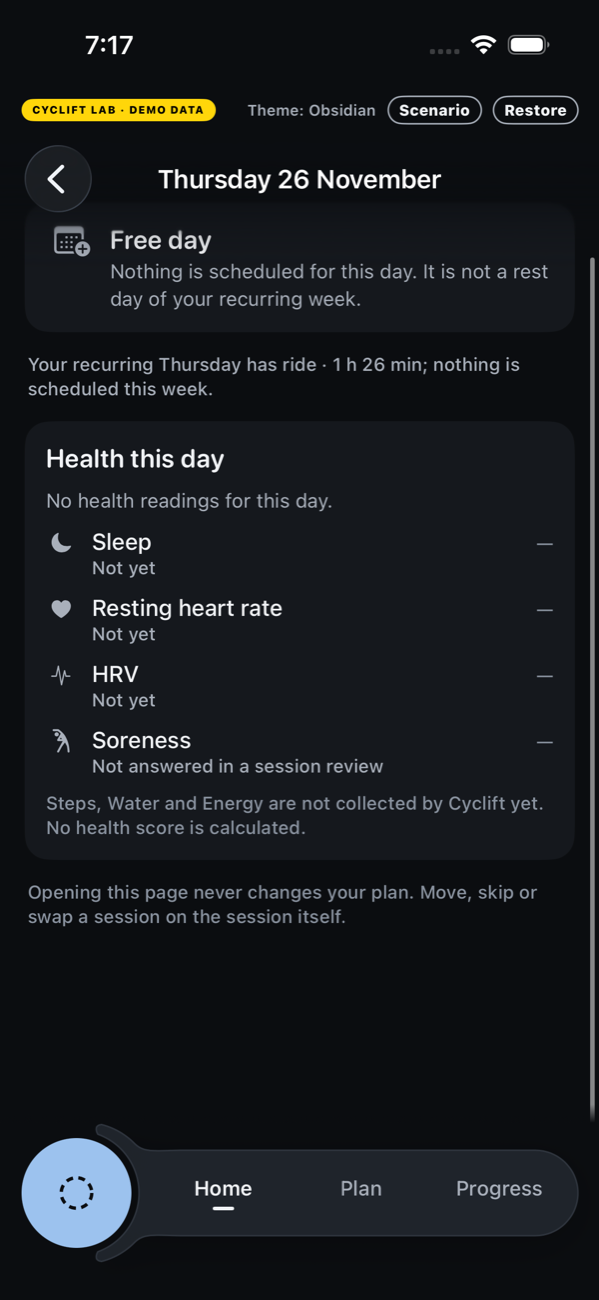 7:17
CYCLIFT LAB · DEMO DATA
Theme: Obsidian
Scenario
Restore
Thursday 26 November
Free day
Nothing is scheduled for this day. It is not a rest
day of your recurring week.
Your recurring Thursday has ride · 1 h 26 min; nothing is
scheduled this week.
Health this day
No health readings for this day.
Sleep —
Not yet
Resting heart rate —
Not yet
HRV —
Not yet
Soreness —
Not answered in a session review
Steps, Water and Energy are not collected by Cyclift yet.
No health score is calculated.
Opening this page never changes your plan. Move, skip or
swap a session on the session itself.
Home
Plan
Progress